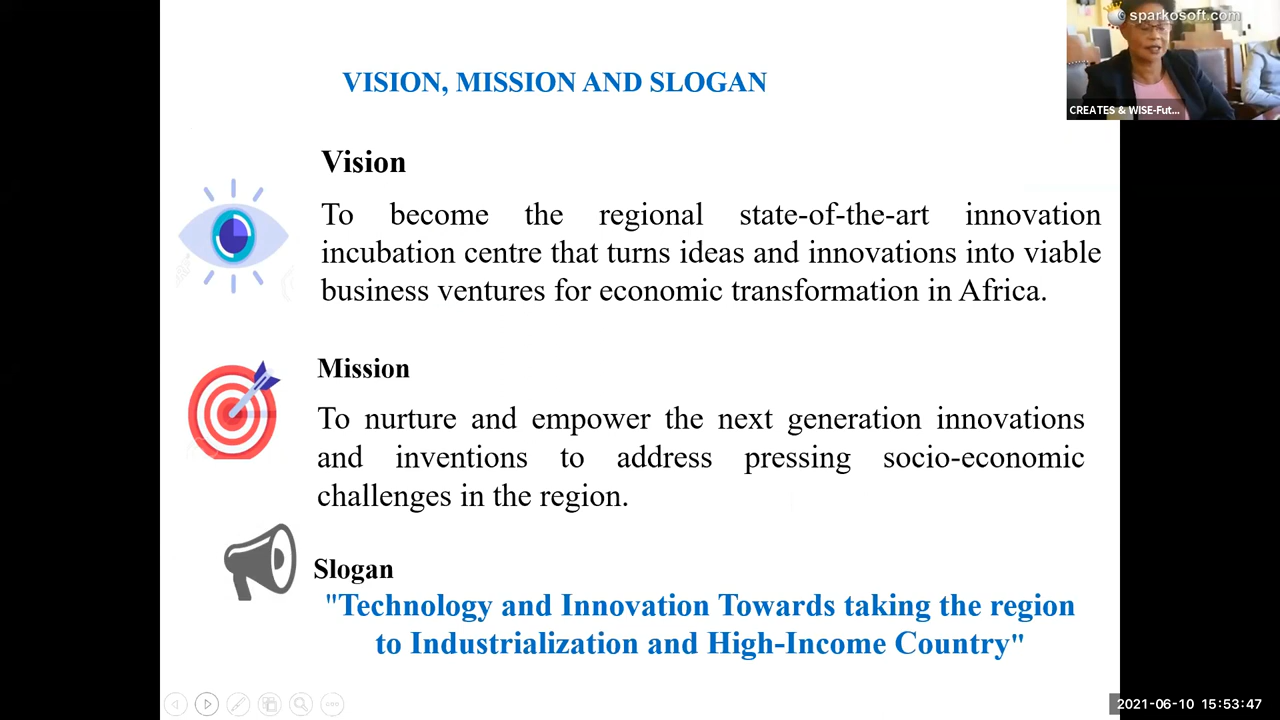 sparkosoft.com
VISION, MISSION AND SLOGAN
CREATES & WISE-Fut...
Vision
To become the regional state-of-the-art innovation
incubation centre that turns ideas and innovations into viable
business ventures for economic transformation in Africa.
Mission
To nurture and empower the next generation innovations
and inventions to address pressing socio-economic
challenges in the region.
Slogan
"Technology and Innovation Towards taking the region
to Industrialization and High-Income Country"
2021-06-10 15:53:47